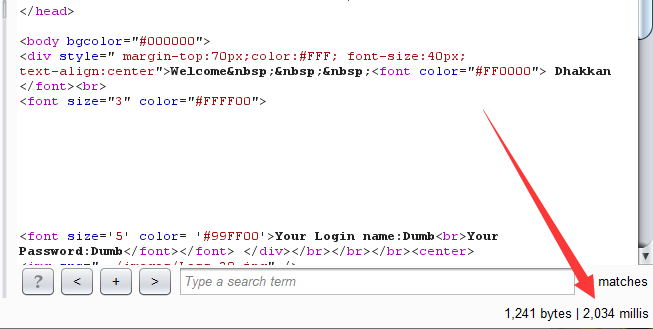 </head>
<body bgcolor="#000000">
<div style=" margin-top:70px;color:#FFF; font-size:40px;
text-align:center">Welcome&nbsp;&nbsp;&nbsp;<font color="#FF0000"> Dhakkan
</font><br>
<font size="3" color="#FFFF00">
<font size='5' color= '#99FF00'>Your Login name:Dumb<br>Your
Password:Dumb</font></font> </div></br></br></br><center>
? < + > Type a search term matches
1,241 bytes | 2,034 millis